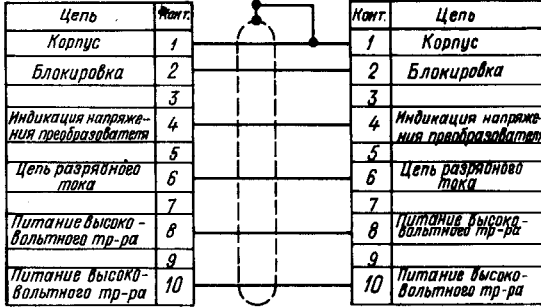 Цепь Конт. Конт. Цепь
Корпус 1 1 Корпус
Блокировка 2 2 Блокировка
3 3
Индикация напряже- 4 4 Индикация напряже-
ния преобразователя ния преобразователя
5 5
Цепь разрядного 6 6 Цепь разрядного
тока тока
7 7
Питание высоко- 8 8 Питание высоко-
вольтного тр-ра вольтного тр-ра
9 9
Питание высоко- 10 10 Питание высоко-
вольтного тр-ра вольтного тр-ра